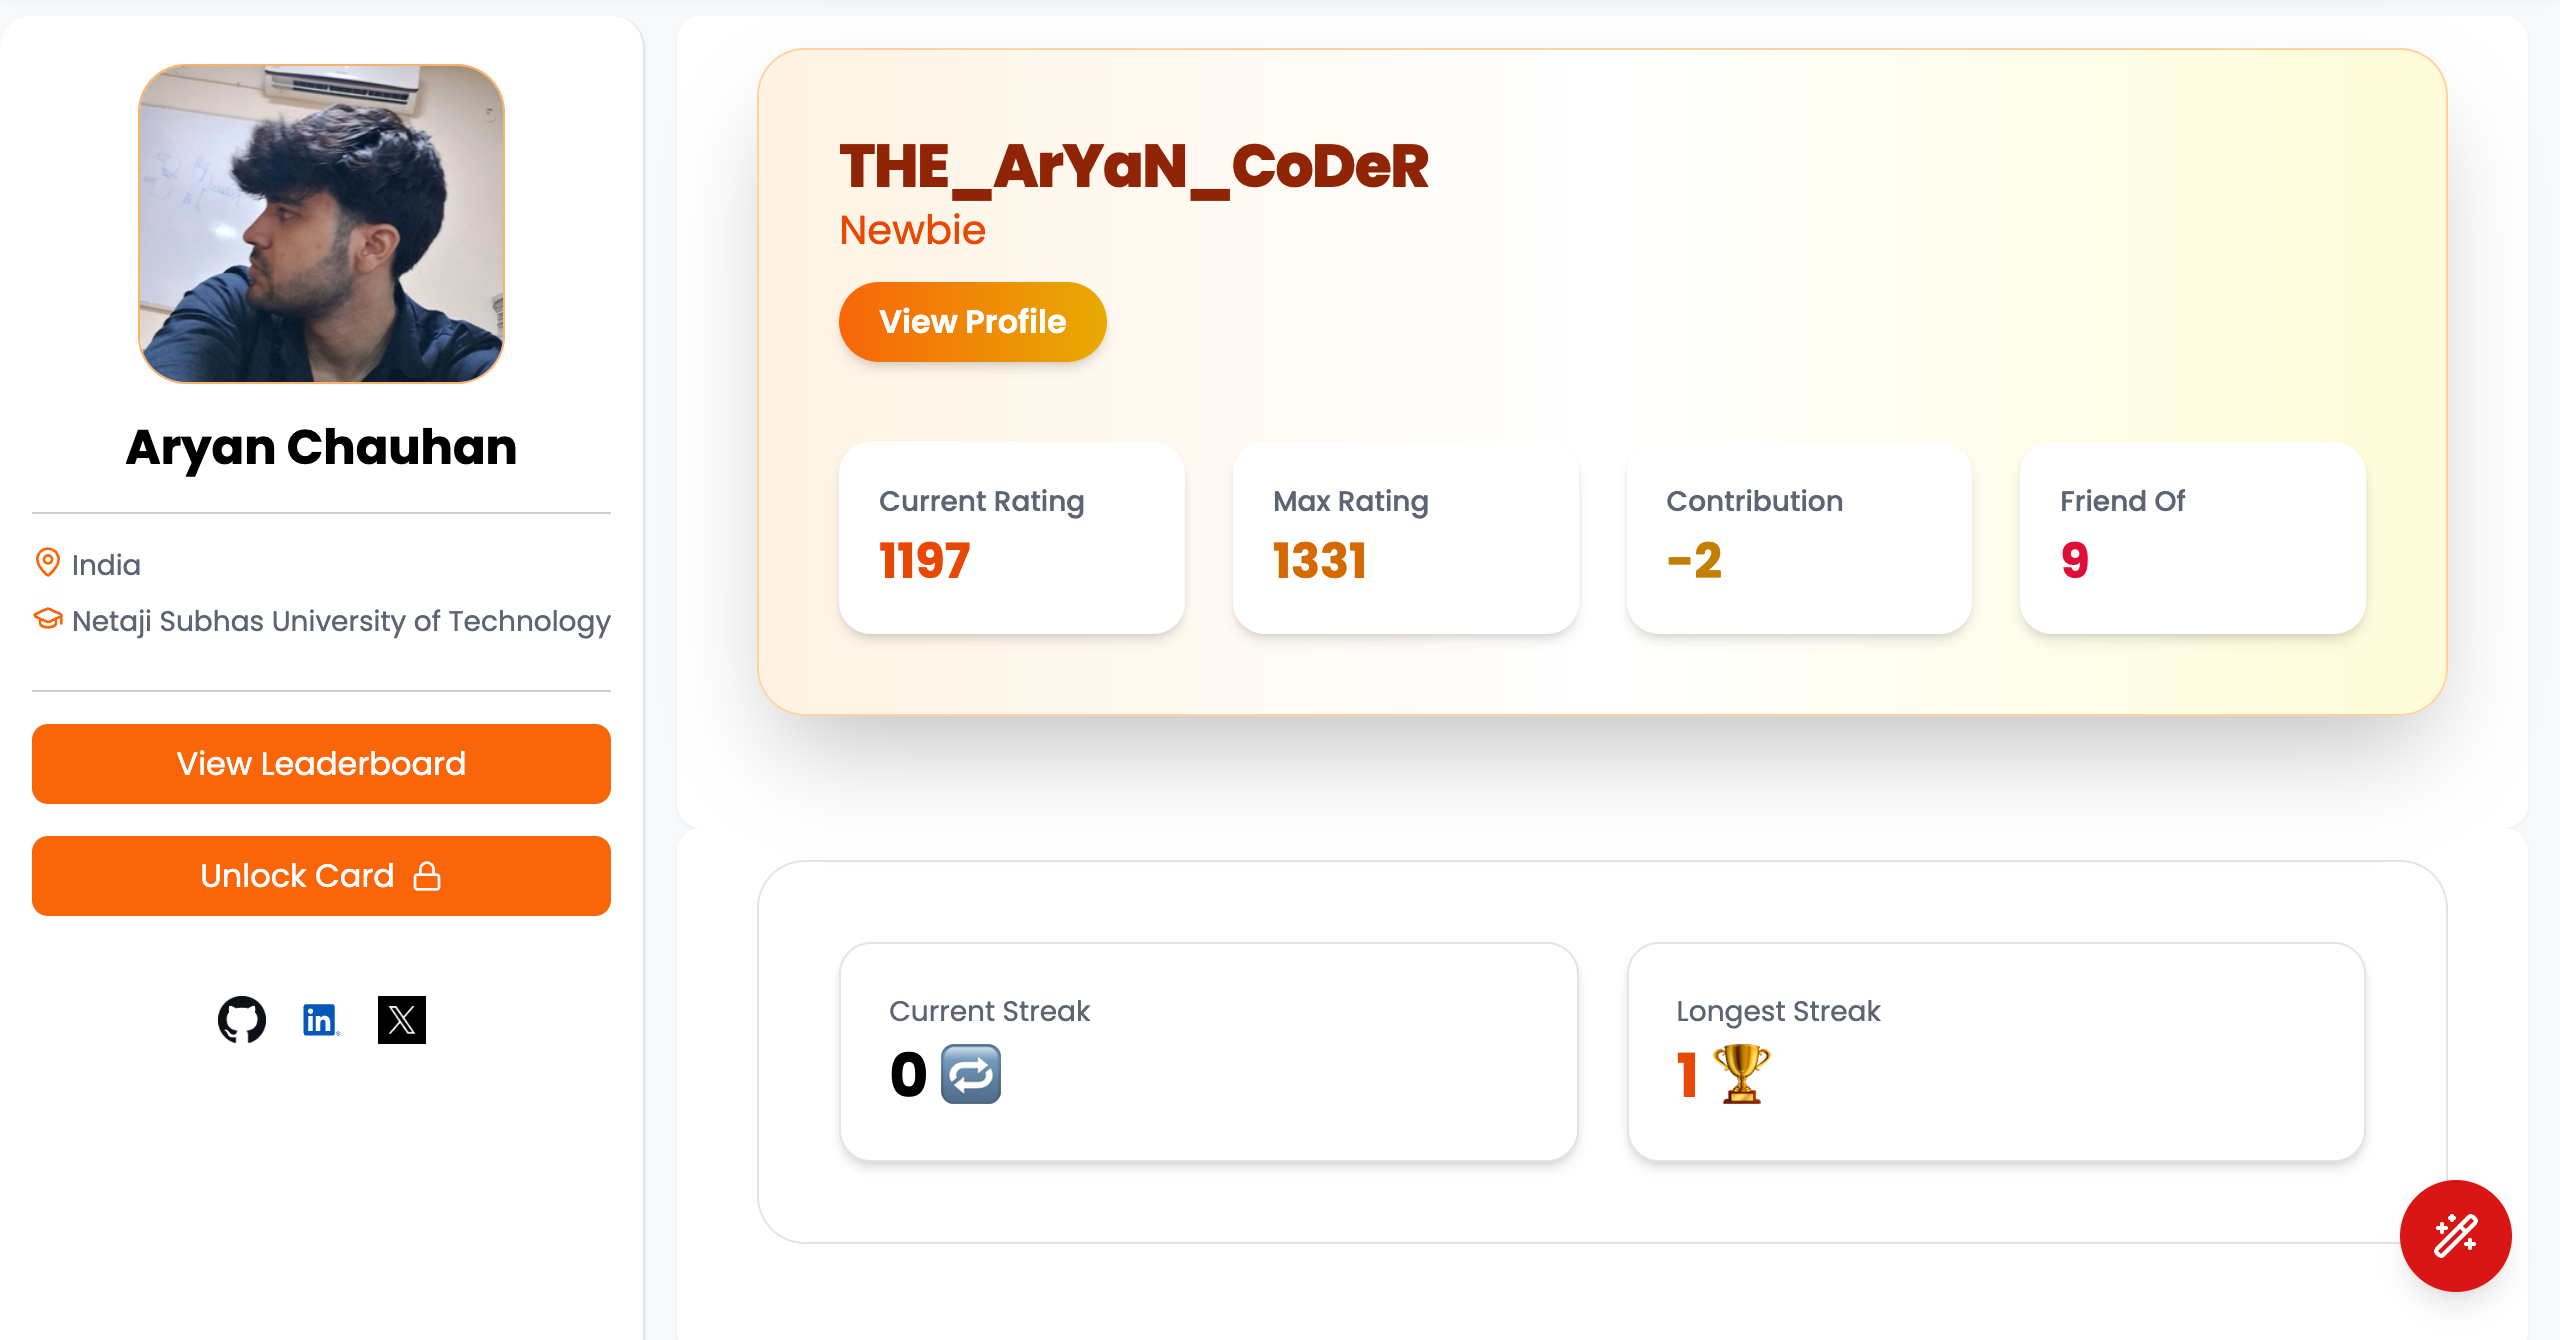 Aryan Chauhan
India
Netaji Subhas University of Technology
View Leaderboard
Unlock Card
in
X
THE_ArYaN_CoDeR
Newbie
View Profile
Current Rating
1197
Max Rating
1331
Contribution
-2
Friend Of
9
Current Streak
0
Longest Streak
1